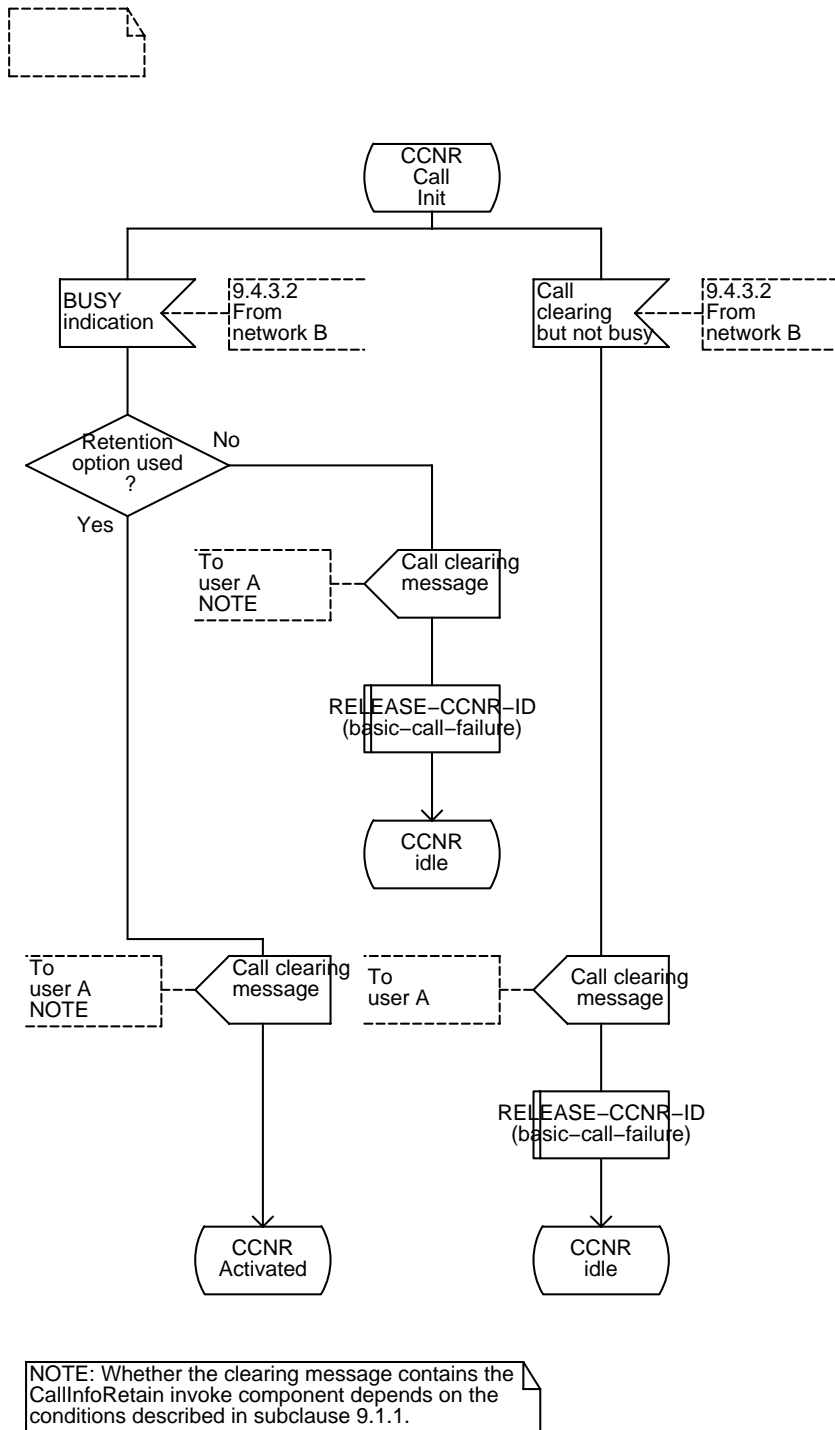 CCNR
Call
Init
BUSY
indication
9.4.3.2
From
network B
Call
clearing
but not busy
9.4.3.2
From
network B
Retention
option used
?
No
Yes
To
user A
NOTE
Call clearing
message
RELEASE–CCNR–ID
(basic–call–failure)
CCNR
idle
To
user A
NOTE
Call clearing
message
To
user A
Call clearing
message
RELEASE–CCNR–ID
(basic–call–failure)
CCNR
Activated
CCNR
idle
NOTE: Whether the clearing message contains the
CallInfoRetain invoke component depends on the
conditions described in subclause 9.1.1.